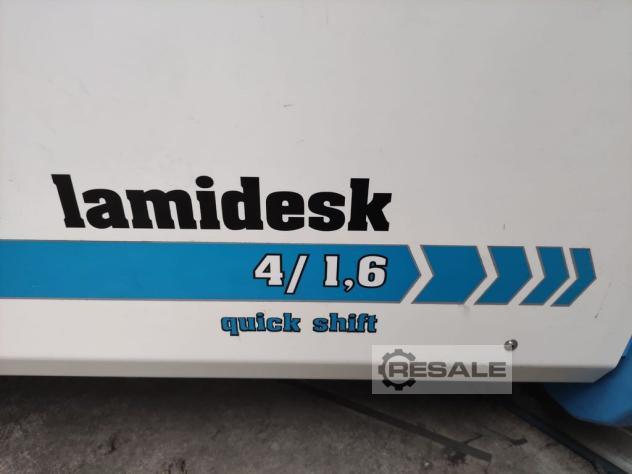 lamidesk
4/1,6
quick shift
RESALE